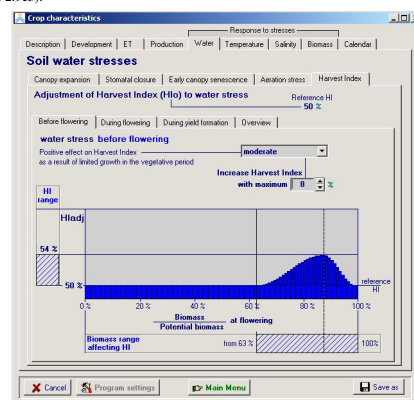 Crop characteristics
Response to stresses
Description Development ET Production Water Temperature Salinity Biomass Calendar
Soil water stresses
Canopy expansion Stomatal closure Early canopy senescence Aeration stress Harvest Index
Adjustment of Harvest Index (HIo) to water stress
Reference HI
50 %
Before flowering During flowering During yield formation Overview
water stress before flowering
Positive effect on Harvest Index
as a result of limited growth in the vegetative period
moderate
Increase Harvest Index
with maximum 8 %
HI
range
HIadj
54 %
50 %
reference
HI
0 % 20 % 40 % 60 % 80 % 100 %
Biomass
Potential biomass
at flowering
Biomass range
affecting HI
from 63 %
100%
Cancel Program settings Main Menu Save as